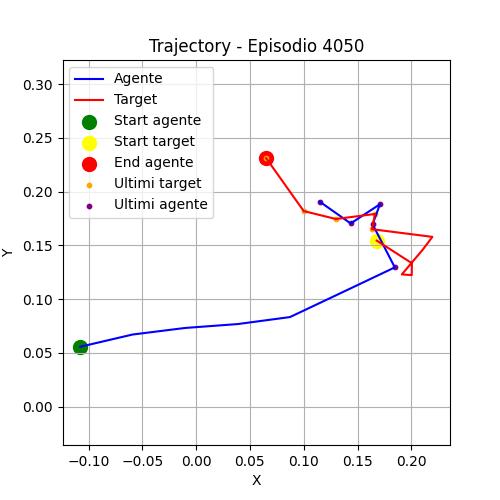 Trajectory - Episodio 4050
Agente
Target
Start agente
Start target
End agente
Ultimi target
Ultimi agente
Y
0.30
0.25
0.20
0.15
0.10
0.05
0.00
−0.10 −0.05 0.00 0.05 0.10 0.15 0.20
X